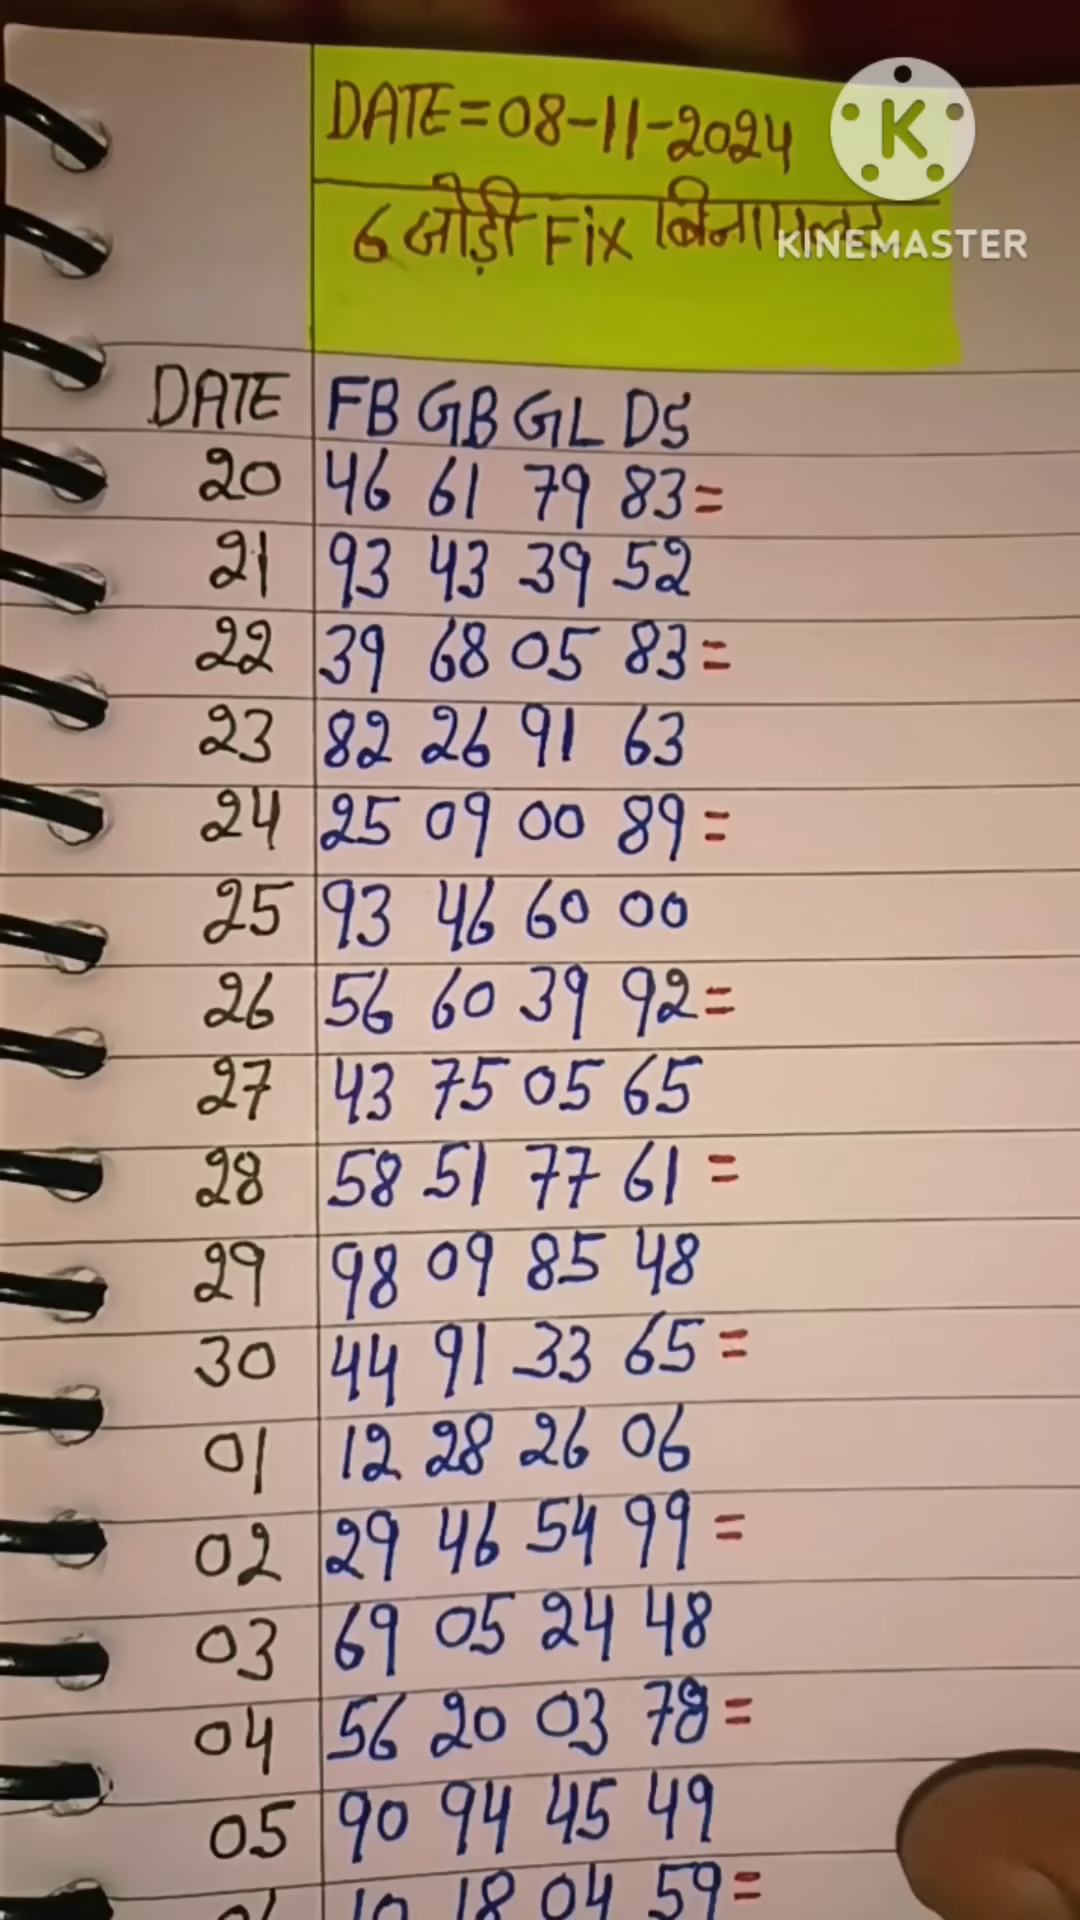 DATE=08-11-2024
6 जोड़ी Fix बिना
KINEMASTER
DATE FB GB GL DS
20 46 61 79 83=
21 93 43 39 52
22 39 68 05 83=
23 82 26 91 63
24 25 09 00 89=
25 93 46 60 00
26 56 60 39 92=
27 43 75 05 65
28 58 51 77 61=
29 98 09 85 48
30 44 91 33 65=
01 12 28 26 06
02 29 46 54 99=
03 69 05 24 48
04 56 20 03 78=
05 90 94 45 49
18 04 59=